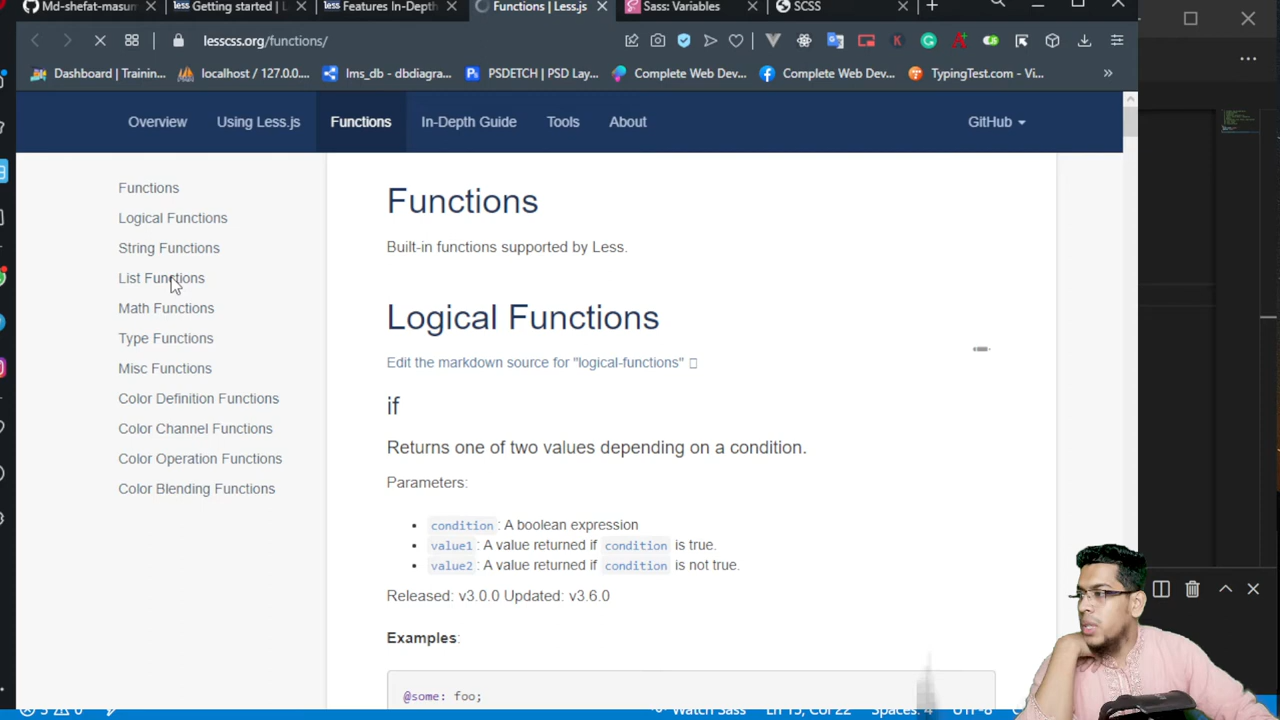 Md-shefat-masum
Getting started |
Features In-Depth
Functions | Less.js
Sass: Variables
SCSS
lesscss.org/functions/
Dashboard | Trainin...
localhost / 127.0.0....
lms_db - dbdiagra...
PSDETCH | PSD Lay...
Complete Web Dev...
Complete Web Dev...
TypingTest.com - Vi...
Overview
Using Less.js
Functions
In-Depth Guide
Tools
About
GitHub
Functions
Logical Functions
String Functions
List Functions
Math Functions
Type Functions
Misc Functions
Color Definition Functions
Color Channel Functions
Color Operation Functions
Color Blending Functions
Functions
Built-in functions supported by Less.
Logical Functions
Edit the markdown source for "logical-functions"
if
Returns one of two values depending on a condition.
Parameters:
condition: A boolean expression
value1: A value returned if condition is true.
value2: A value returned if condition is not true.
Released: v3.0.0 Updated: v3.6.0
Examples:
@some: foo;
Watch Sass
Ln 15, Col 22
Spaces: 4
UTF-8